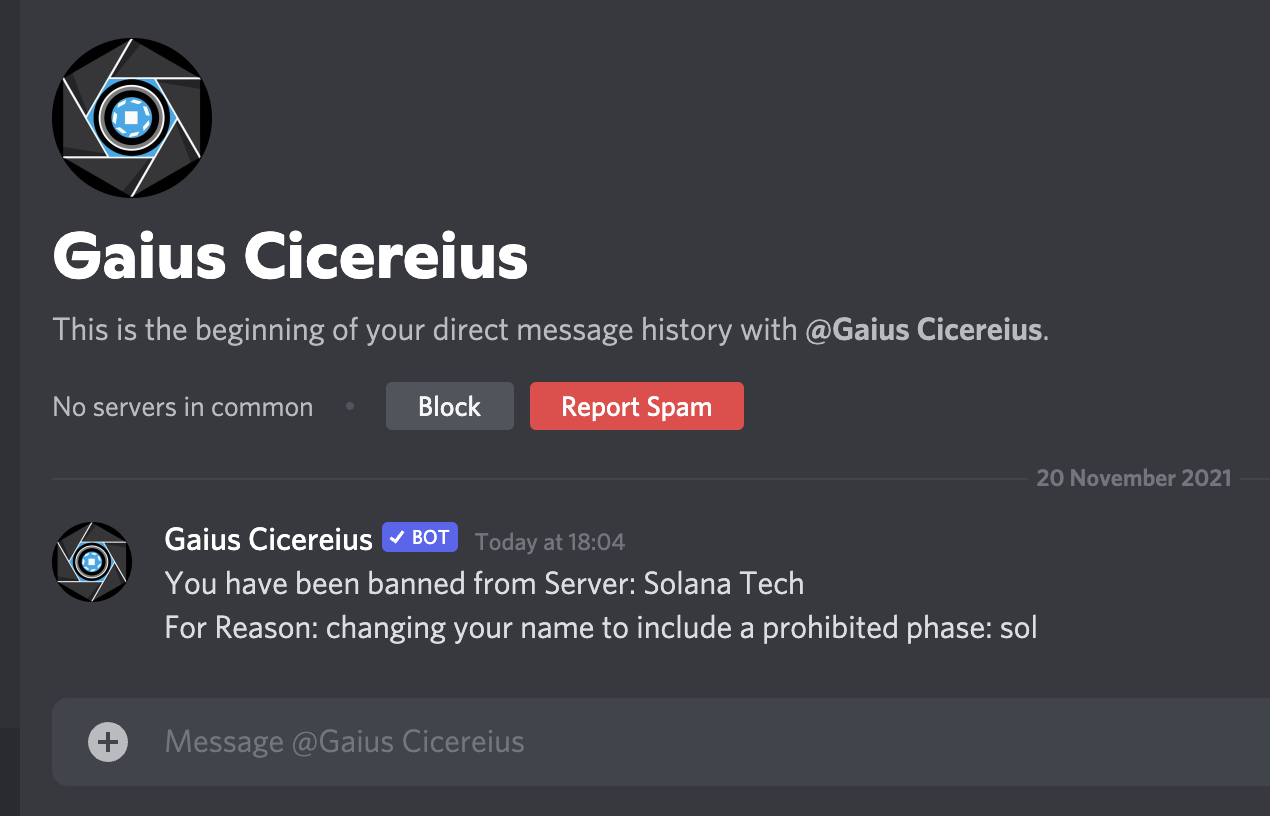 Gaius Cicereius
This is the beginning of your direct message history with @Gaius Cicereius.
No servers in common • Block Report Spam
20 November 2021
Gaius Cicereius ✓ BOT Today at 18:04
You have been banned from Server: Solana Tech
For Reason: changing your name to include a prohibited phase: sol
Message @Gaius Cicereius